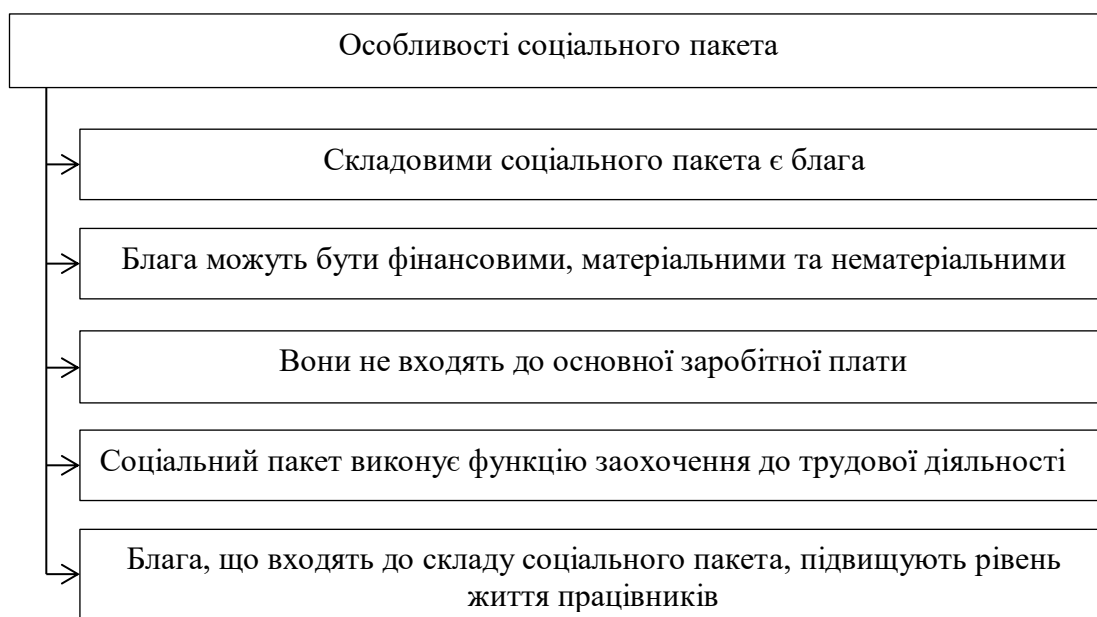 Особливості соціального пакета
Складовими соціального пакета є блага
Блага можуть бути фінансовими, матеріальними та нематеріальними
Вони не входять до основної заробітної плати
Соціальний пакет виконує функцію заохочення до трудової діяльності
Блага, що входять до складу соціального пакета, підвищують рівень
життя працівників